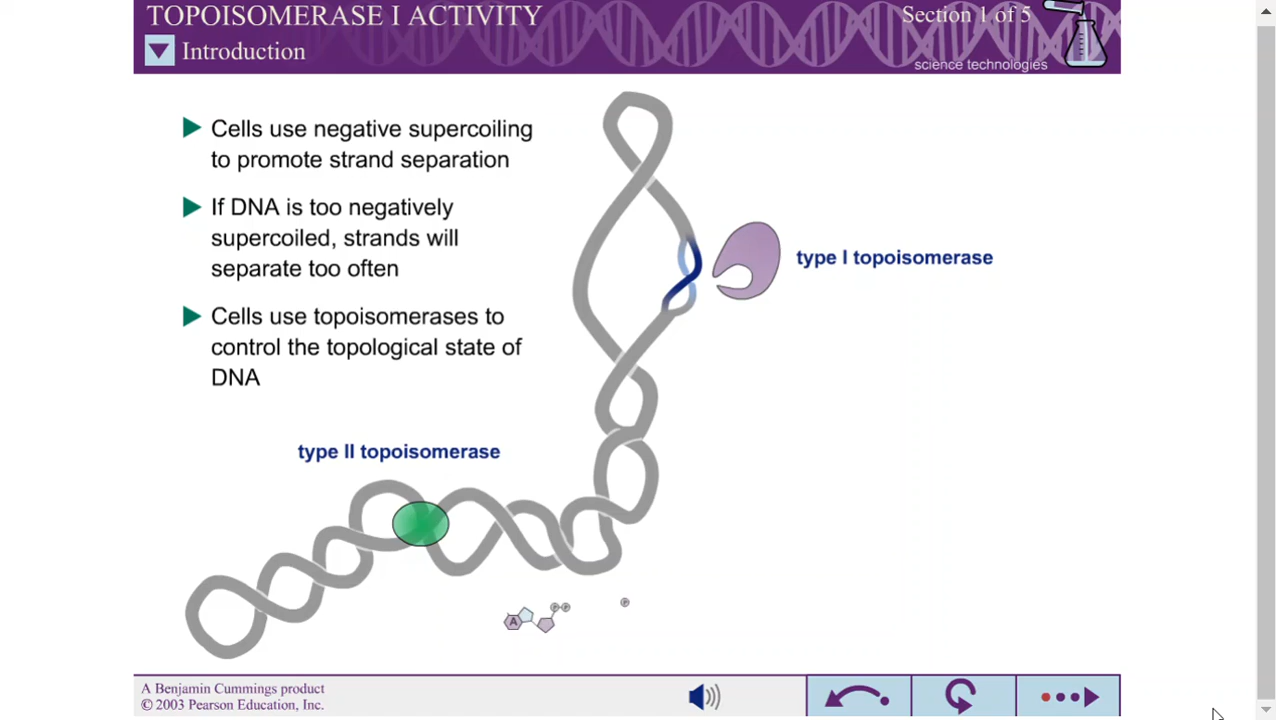 TOPOISOMERASE I ACTIVITY
Section 1 of 5
Introduction
science technologies
Cells use negative supercoiling
to promote strand separation
If DNA is too negatively
supercoiled, strands will
separate too often
Cells use topoisomerases to
control the topological state of
DNA
type I topoisomerase
type II topoisomerase
A
P
P
P
A Benjamin Cummings product
© 2003 Pearson Education, Inc.